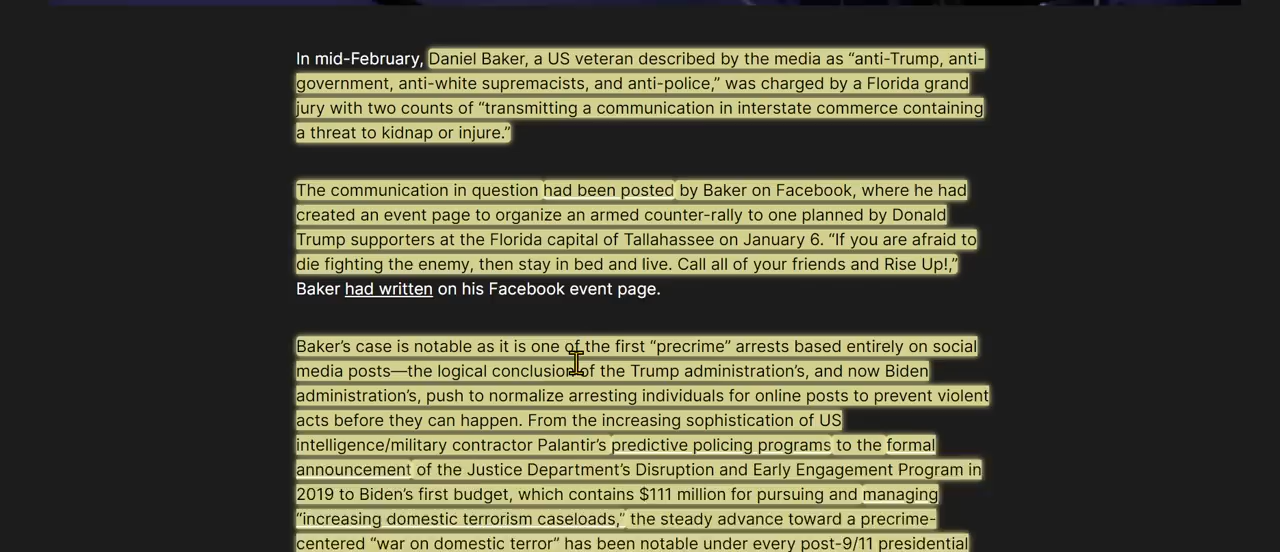 In mid-February, Daniel Baker, a US veteran described by the media as “anti-Trump, anti-
government, anti-white supremacists, and anti-police,” was charged by a Florida grand
jury with two counts of “transmitting a communication in interstate commerce containing
a threat to kidnap or injure.”
The communication in question had been posted by Baker on Facebook, where he had
created an event page to organize an armed counter-rally to one planned by Donald
Trump supporters at the Florida capital of Tallahassee on January 6. “If you are afraid to
die fighting the enemy, then stay in bed and live. Call all of your friends and Rise Up!,”
Baker had written on his Facebook event page.
Baker’s case is notable as it is one of the first “precrime” arrests based entirely on social
media posts—the logical conclusion of the Trump administration’s, and now Biden
administration’s, push to normalize arresting individuals for online posts to prevent violent
acts before they can happen. From the increasing sophistication of US
intelligence/military contractor Palantir’s predictive policing programs to the formal
announcement of the Justice Department’s Disruption and Early Engagement Program in
2019 to Biden’s first budget, which contains $111 million for pursuing and managing
“increasing domestic terrorism caseloads,” the steady advance toward a precrime-
centered “war on domestic terror” has been notable under every post-9/11 presidential